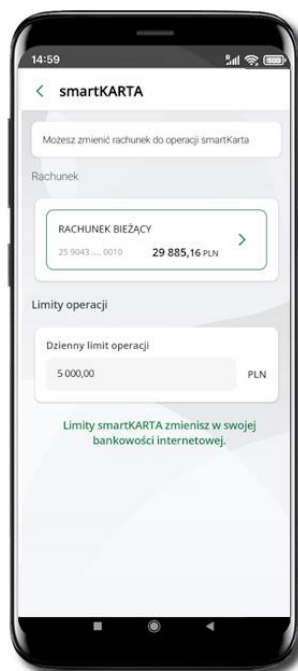 14:59
smartKARTA
Możesz zmienić rachunek do operacji smartKarta
Rachunek
RACHUNEK BIEŻĄCY
25 9043 .... 0010 29 885,16 PLN
Limity operacji
Dzienny limit operacji
5 000,00 PLN
Limity smartKARTA zmienisz w swojej
bankowości internetowej.